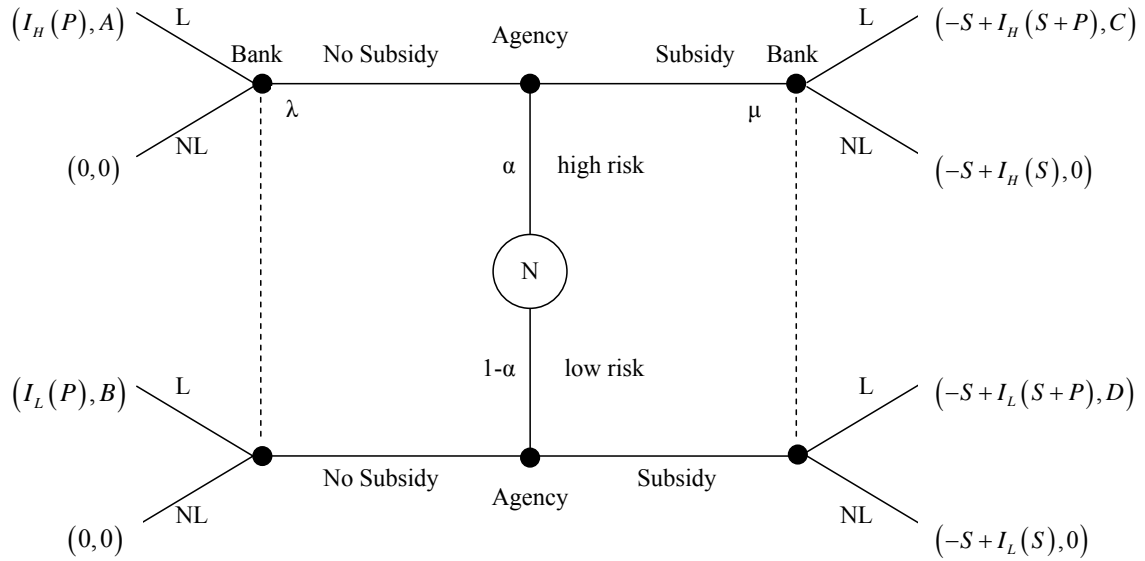 (I_H(P), A)
L
Bank
No Subsidy
Agency
Subsidy
Bank
L
(−S + I_H(S+P), C)
λ
μ
NL
(0,0)
α
high risk
NL
(−S + I_H(S), 0)
N
1-α
low risk
(I_L(P), B)
L
L
(−S + I_L(S+P), D)
No Subsidy
Agency
Subsidy
NL
(0,0)
NL
(−S + I_L(S), 0)